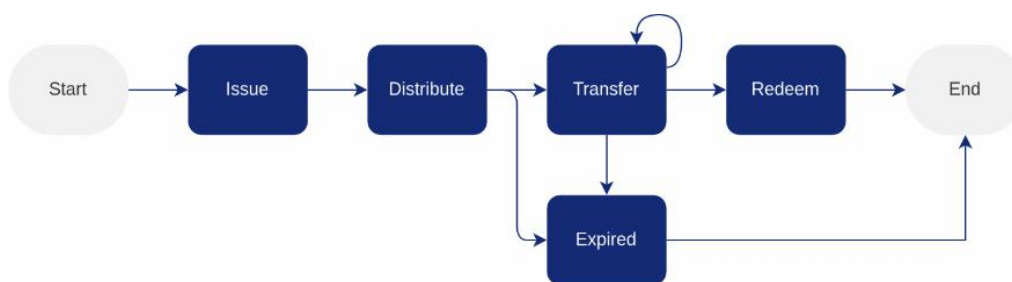 Start
Issue
Distribute
Transfer
Redeem
End
Expired